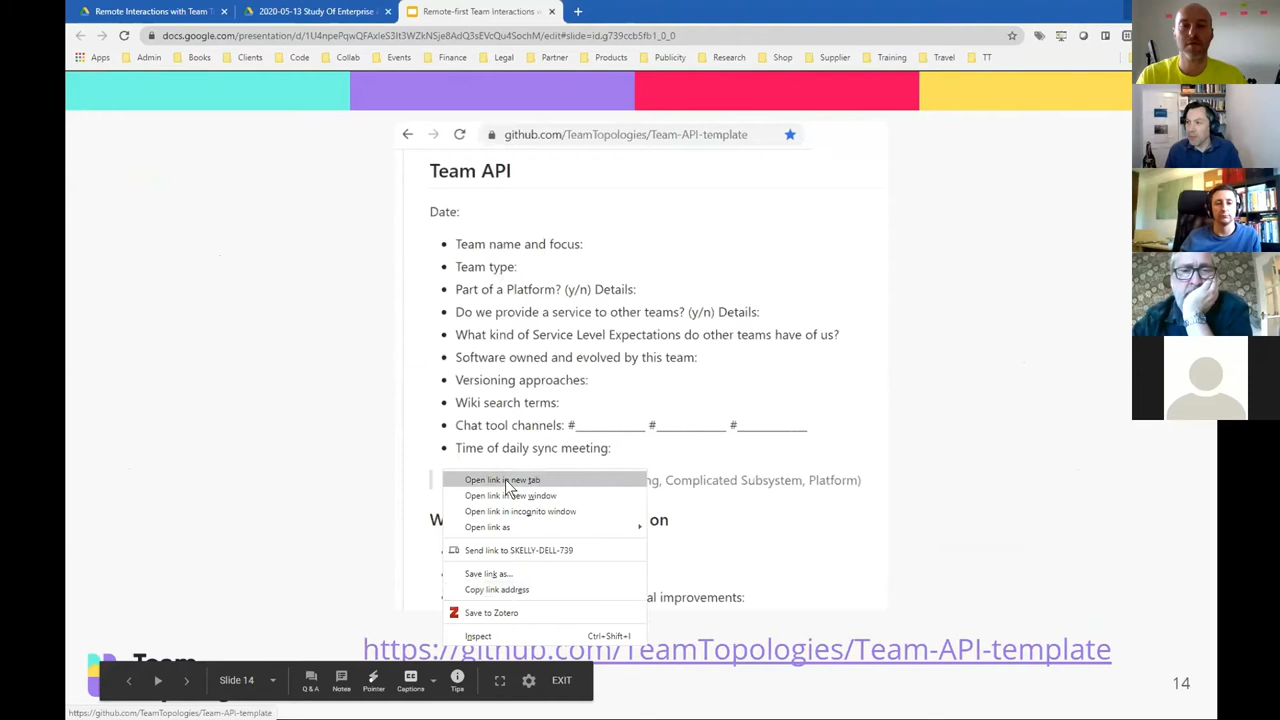 Remote Interactions with Team T
2020-05-13 Study Of Enterprise
Remote-first Team Interactions w
docs.google.com/presentation/d/1U4npePqwQFAxleS3It3WZkNSje8AdQ3sEVcQu4SochM/edit#slide=id.g739ccb5fb1_0_0
Apps Admin Books Clients Code Collab Events Finance Legal Partner Products Publicity Research Shop Supplier Training Travel TT
github.com/TeamTopologies/Team-API-template
Team API
Date:
• Team name and focus:
• Team type:
• Part of a Platform? (y/n) Details:
• Do we provide a service to other teams? (y/n) Details:
• What kind of Service Level Expectations do other teams have of us?
• Software owned and evolved by this team:
• Versioning approaches:
• Wiki search terms:
• Chat tool channels: #__________ #__________ #__________
• Time of daily sync meeting:
Open link in new tab
ng, Complicated Subsystem, Platform)
Open link in new window
Open link in incognito window
W on
Open link as
Send link to SKELLY-DELL-739
Save link as...
Copy link address
al improvements:
Save to Zotero
Inspect Ctrl+Shift+I
https://github.com/TeamTopologies/Team-API-template
Team
Slide 14
Q & A
Notes
Pointer
Captions
Tips
EXIT
14
https://github.com/TeamTopologies/Team-API-template